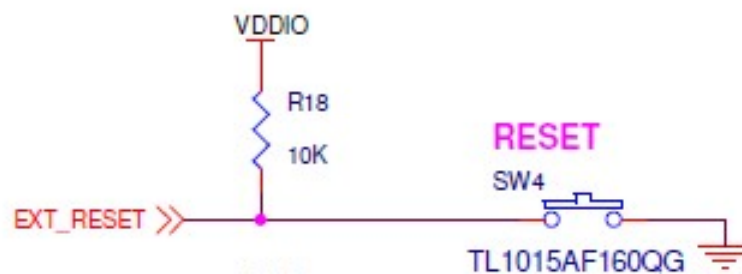 VDDIO
R18
10K
RESET
SW4
EXT_RESET
TL1015AF160QG